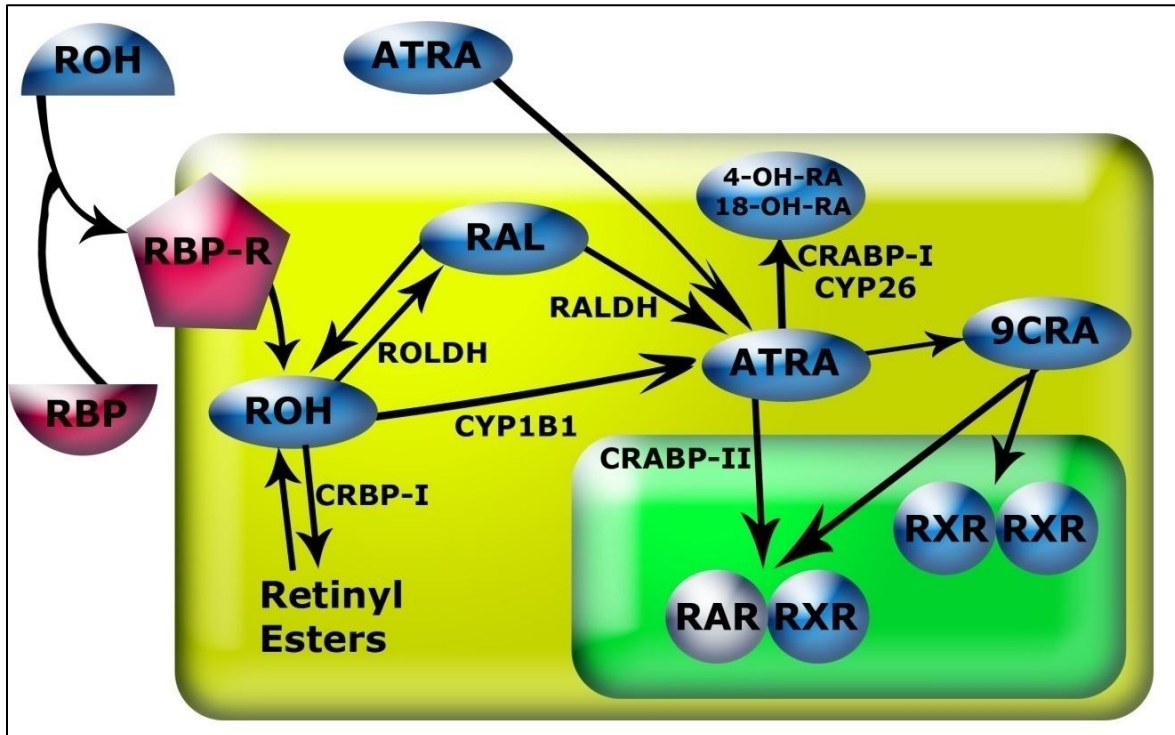 ROH
ATRA
RBP-R
RBP
RAL
ROLDH
RALDH
ROH
CYP1B1
CRBP-I
Retinyl
Esters
4-OH-RA
18-OH-RA
CRABP-I
CYP26
ATRA
9CRA
CRABP-II
RXR RXR
RAR RXR